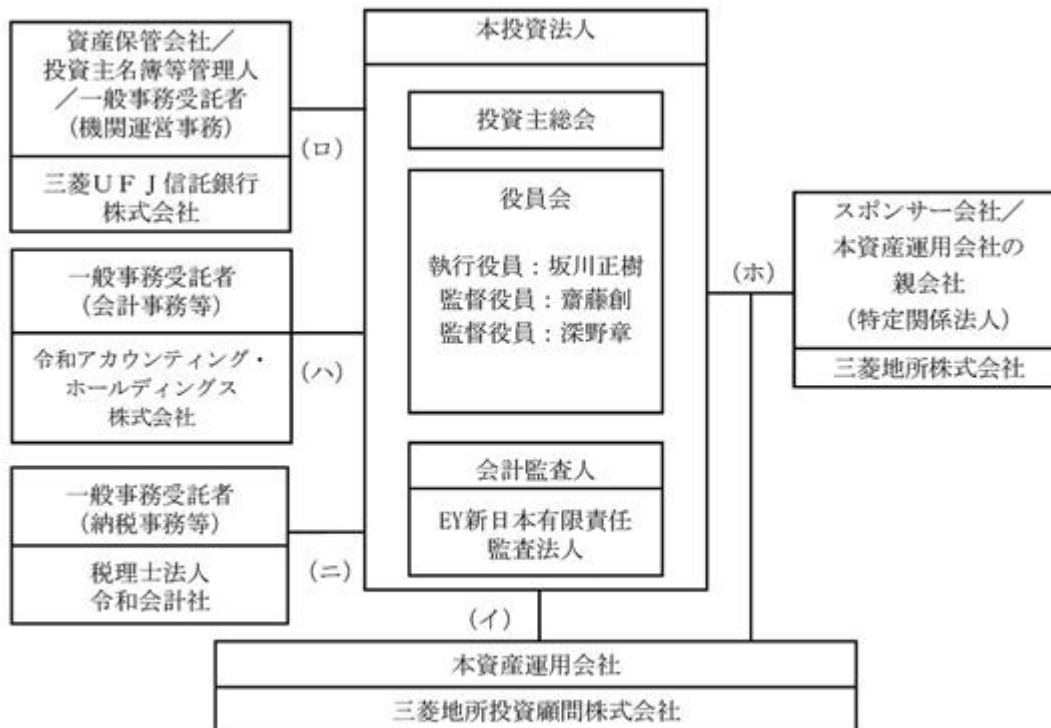 資産保管会社／
投資主名簿等管理人
／一般事務受託者
(機関運営事務)
三菱ＵＦＪ信託銀行
株式会社
(ロ)
一般事務受託者
(会計事務等)
令和アカウンティング・
ホールディングス
株式会社
(ハ)
一般事務受託者
(納税事務等)
税理士法人
令和会計社
(ニ)
本投資法人
投資主総会
役員会
執行役員：坂川正樹
監督役員：齋藤創
監督役員：深野章
会計監査人
EY新日本有限責任
監査法人
(ホ)
スポンサー会社／
本資産運用会社の
親会社
(特定関係法人)
三菱地所株式会社
(イ)
本資産運用会社
三菱地所投資顧問株式会社